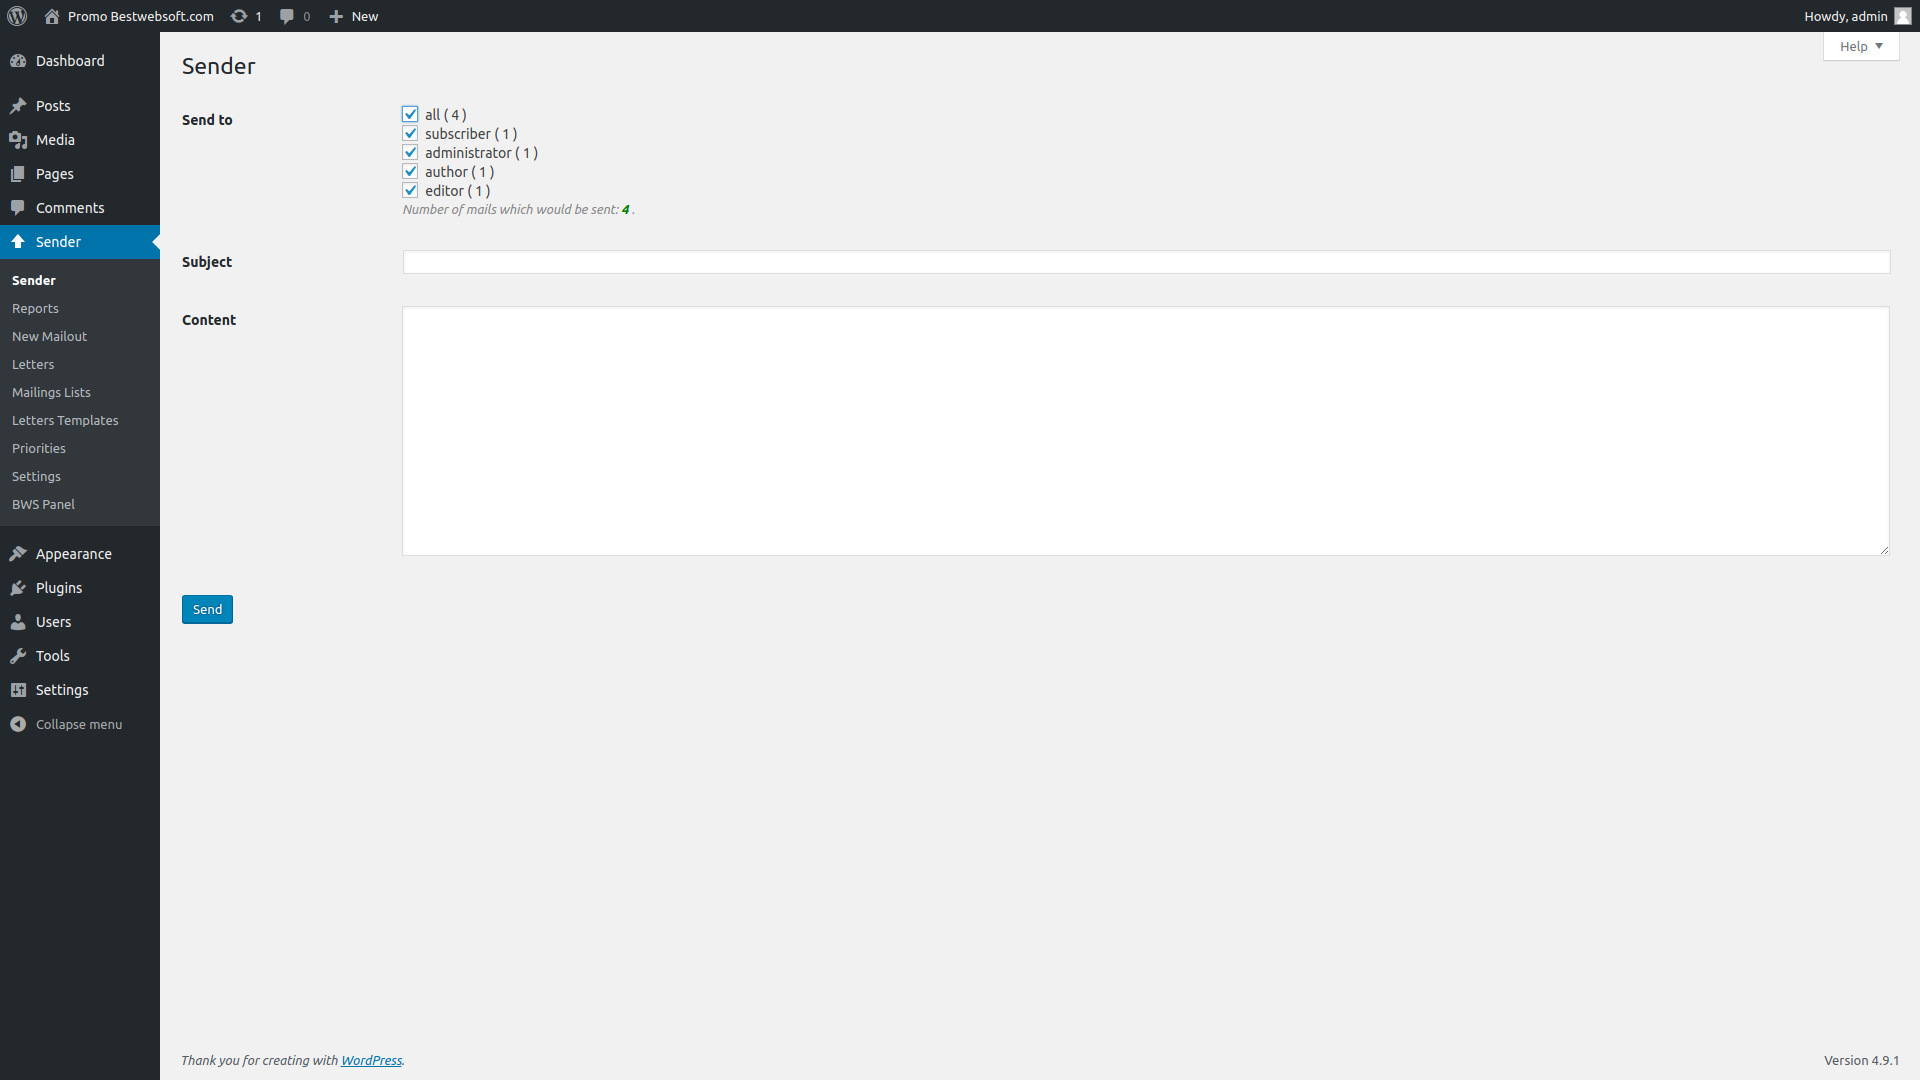 Promo Bestwebsoft.com 1 0 New Howdy, admin
Help
Dashboard
Posts
Media
Pages
Comments
Sender
Sender
Reports
New Mailout
Letters
Mailings Lists
Letters Templates
Priorities
Settings
BWS Panel
Appearance
Plugins
Users
Tools
Settings
Collapse menu
Sender
Send to
all ( 4 )
subscriber ( 1 )
administrator ( 1 )
author ( 1 )
editor ( 1 )
Number of mails which would be sent: 4 .
Subject
Content
Send
Thank you for creating with WordPress.
Version 4.9.1